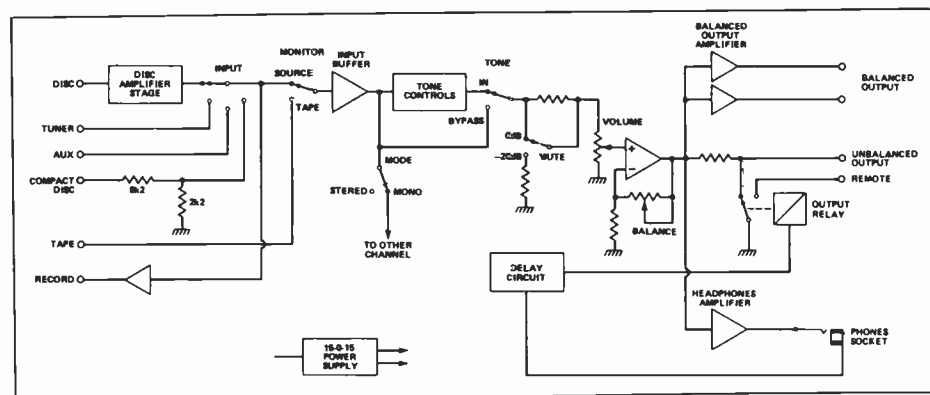 BALANCED
OUTPUT
AMPLIFIER
DISC
DISC
AMPLIFIER
STAGE
INPUT
MONITOR
SOURCE
TAPE
INPUT
BUFFER
TONE CONTROLS
TONE
IN
BYPASS
BALANCED
OUTPUT
TUNER
AUX
COMPACT
DISC
8k2
2k2
MODE
STEREO
MONO
TO OTHER
CHANNEL
0dB
-20dB
MUTE
VOLUME
+
−
BALANCE
UNBALANCED
OUTPUT
REMOTE
OUTPUT
RELAY
TAPE
RECORD
DELAY
CIRCUIT
HEADPHONES
AMPLIFIER
PHONES
SOCKET
15-0-15
POWER
SUPPLY